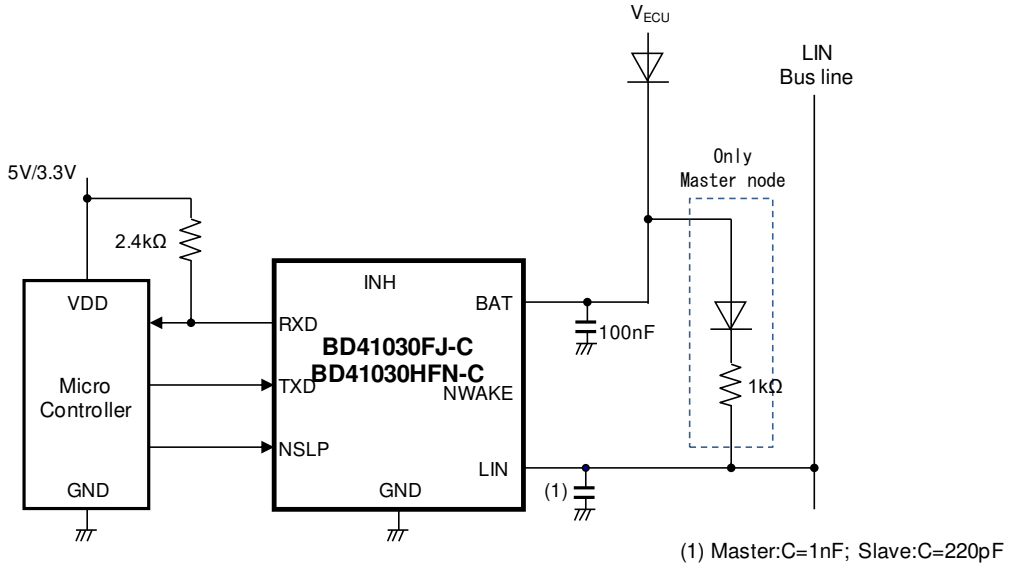 V_ECU
LIN
Bus line
Only
Master node
5V/3.3V
2.4kΩ
VDD
INH
BAT
RXD
100nF
BD41030FJ-C
BD41030HFN-C
Micro
Controller
TXD
NWAKE
1kΩ
NSLP
LIN
GND
GND
(1)
(1) Master:C=1nF; Slave:C=220pF